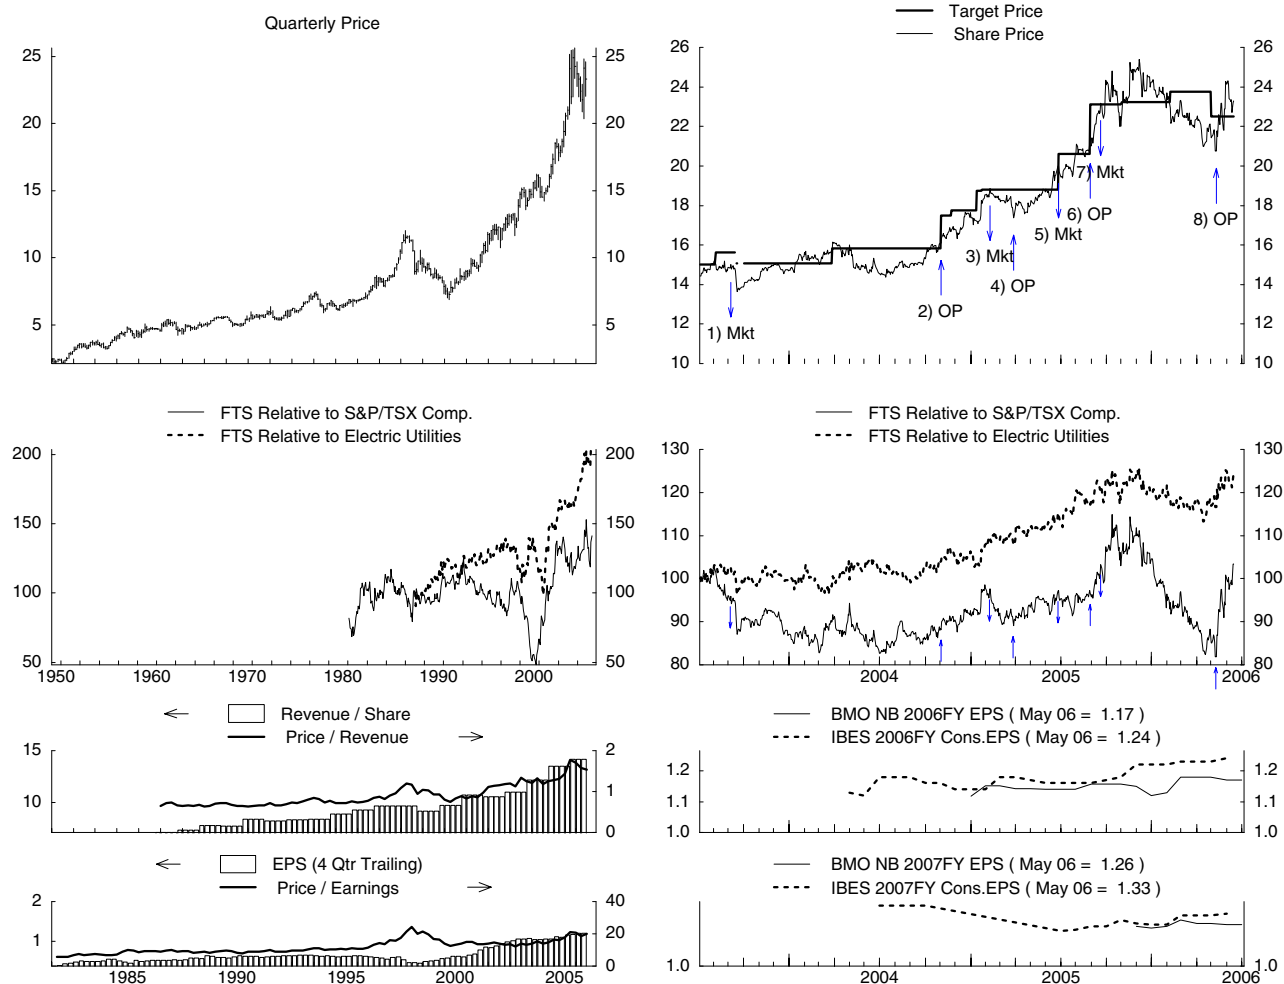 Quarterly Price
25 25
20 20
15 15
10 10
5 5
Target Price
Share Price
26 26
24 24
22 22
20 20
18 18
16 16
14 14
12 12
10 10
1) Mkt
2) OP
3) Mkt
4) OP
5) Mkt
6) OP
7) Mkt
8) OP
FTS Relative to S&P/TSX Comp.
FTS Relative to Electric Utilities
200 200
150 150
100 100
50 50
1950 1960 1970 1980 1990 2000
FTS Relative to S&P/TSX Comp.
FTS Relative to Electric Utilities
130 130
120 120
110 110
100 100
90 90
80 80
2004 2005 2006
Revenue / Share
Price / Revenue
15 2
10 1
0
BMO NB 2006FY EPS ( May 06 = 1.17 )
IBES 2006FY Cons.EPS ( May 06 = 1.24 )
1.2 1.2
1.1 1.1
1.0 1.0
EPS (4 Qtr Trailing)
Price / Earnings
2 40
1 20
0 0
1985 1990 1995 2000 2005
BMO NB 2007FY EPS ( May 06 = 1.26 )
IBES 2007FY Cons.EPS ( May 06 = 1.33 )
1.0 1.0
2004 2005 2006